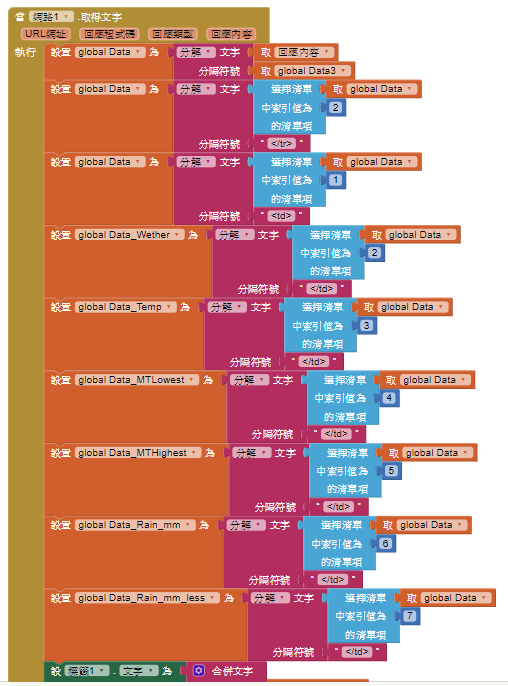 當 網路1 .取得文字
URL網址 回應程式碼 回應類型 回應內容
執行 設置 global Data 為 分解 文字 取 回應內容
分隔符號 取 global Data3
設置 global Data 為 分解 文字 選擇清單 取 global Data
中索引值為 2
的清單項
分隔符號 " </tr> "
設置 global Data 為 分解 文字 選擇清單 取 global Data
中索引值為 1
的清單項
分隔符號 " <td> "
設置 global Data_Wether 為 分解 文字 選擇清單 取 global Data
中索引值為 2
的清單項
分隔符號 " </td> "
設置 global Data_Temp 為 分解 文字 選擇清單 取 global Data
中索引值為 3
的清單項
分隔符號 " </td> "
設置 global Data_MTLowest 為 分解 文字 選擇清單 取 global Data
中索引值為 4
的清單項
分隔符號 " </td> "
設置 global Data_MTHighest 為 分解 文字 選擇清單 取 global Data
中索引值為 5
的清單項
分隔符號 " </td> "
設置 global Data_Rain_mm 為 分解 文字 選擇清單 取 global Data
中索引值為 6
的清單項
分隔符號 " </td> "
設置 global Data_Rain_mm_less 為 分解 文字 選擇清單 取 global Data
中索引值為 7
的清單項
分隔符號 " </td> "
設 標籤1 . 文字 為 合併文字